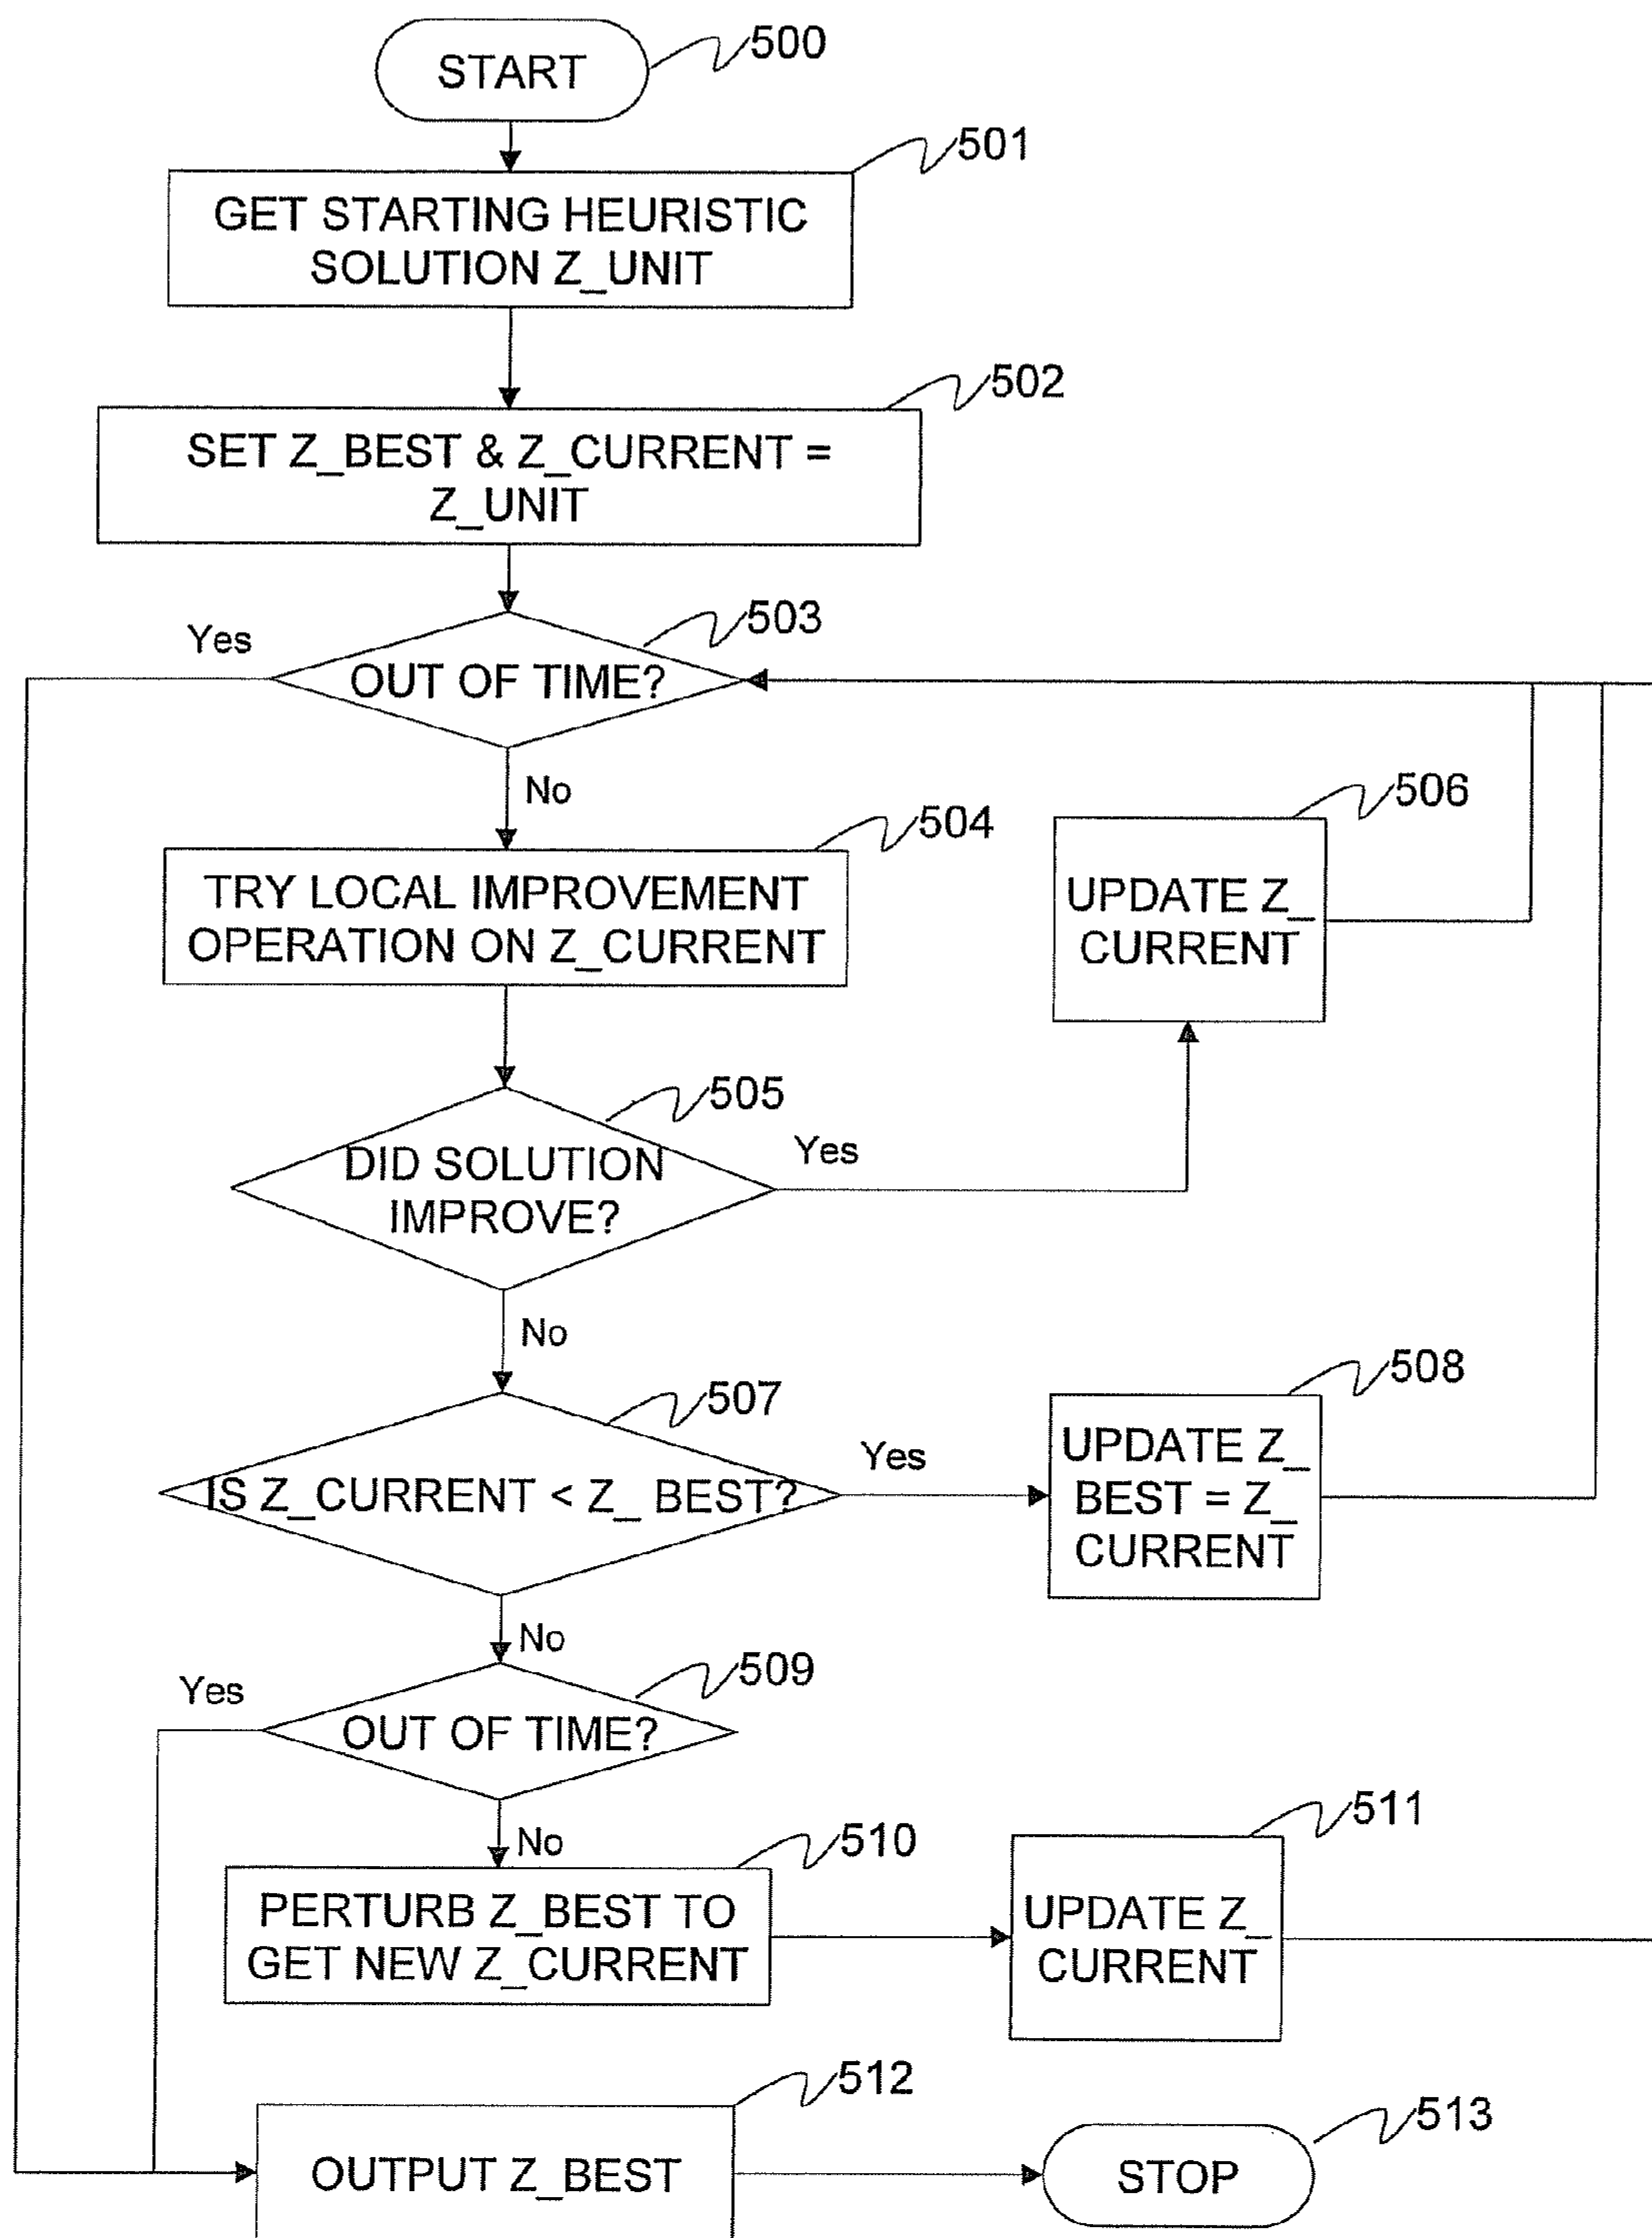 500
START
501
GET STARTING HEURISTIC
SOLUTION Z_UNIT
502
SET Z_BEST & Z_CURRENT =
Z_UNIT
503
Yes
OUT OF TIME?
No
504
TRY LOCAL IMPROVEMENT
OPERATION ON Z_CURRENT
506
UPDATE Z_
CURRENT
505
DID SOLUTION
IMPROVE?
Yes
No
507
IS Z_CURRENT < Z_ BEST?
Yes
508
UPDATE Z_
BEST = Z_
CURRENT
No
509
Yes
OUT OF TIME?
No
510
PERTURB Z_BEST TO
GET NEW Z_CURRENT
511
UPDATE Z_
CURRENT
512
OUTPUT Z_BEST
513
STOP